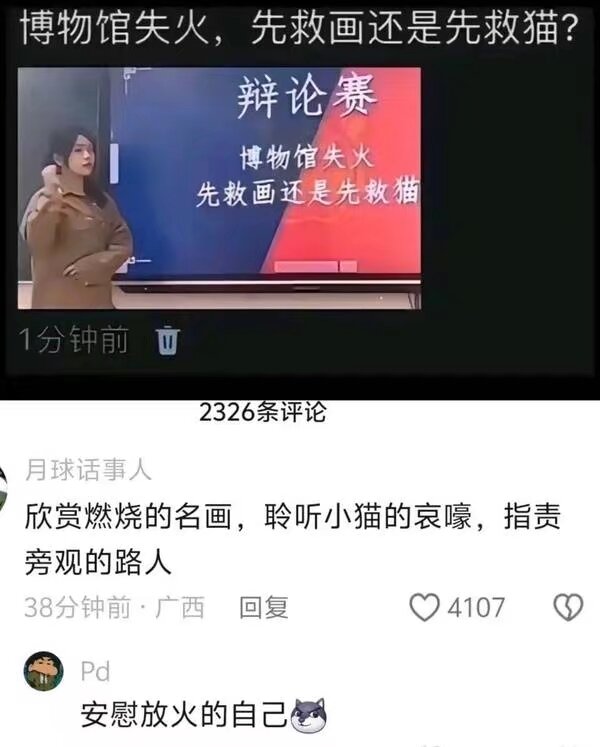 博物馆失火，先救画还是先救猫?
辩论赛
博物馆失火
先救画还是先救猫
1分钟前
2326条评论
月球话事人
欣赏燃烧的名画，聆听小猫的哀嚎，指责
旁观的路人
38分钟前·广西 回复 4107
Pd
安慰放火的自己